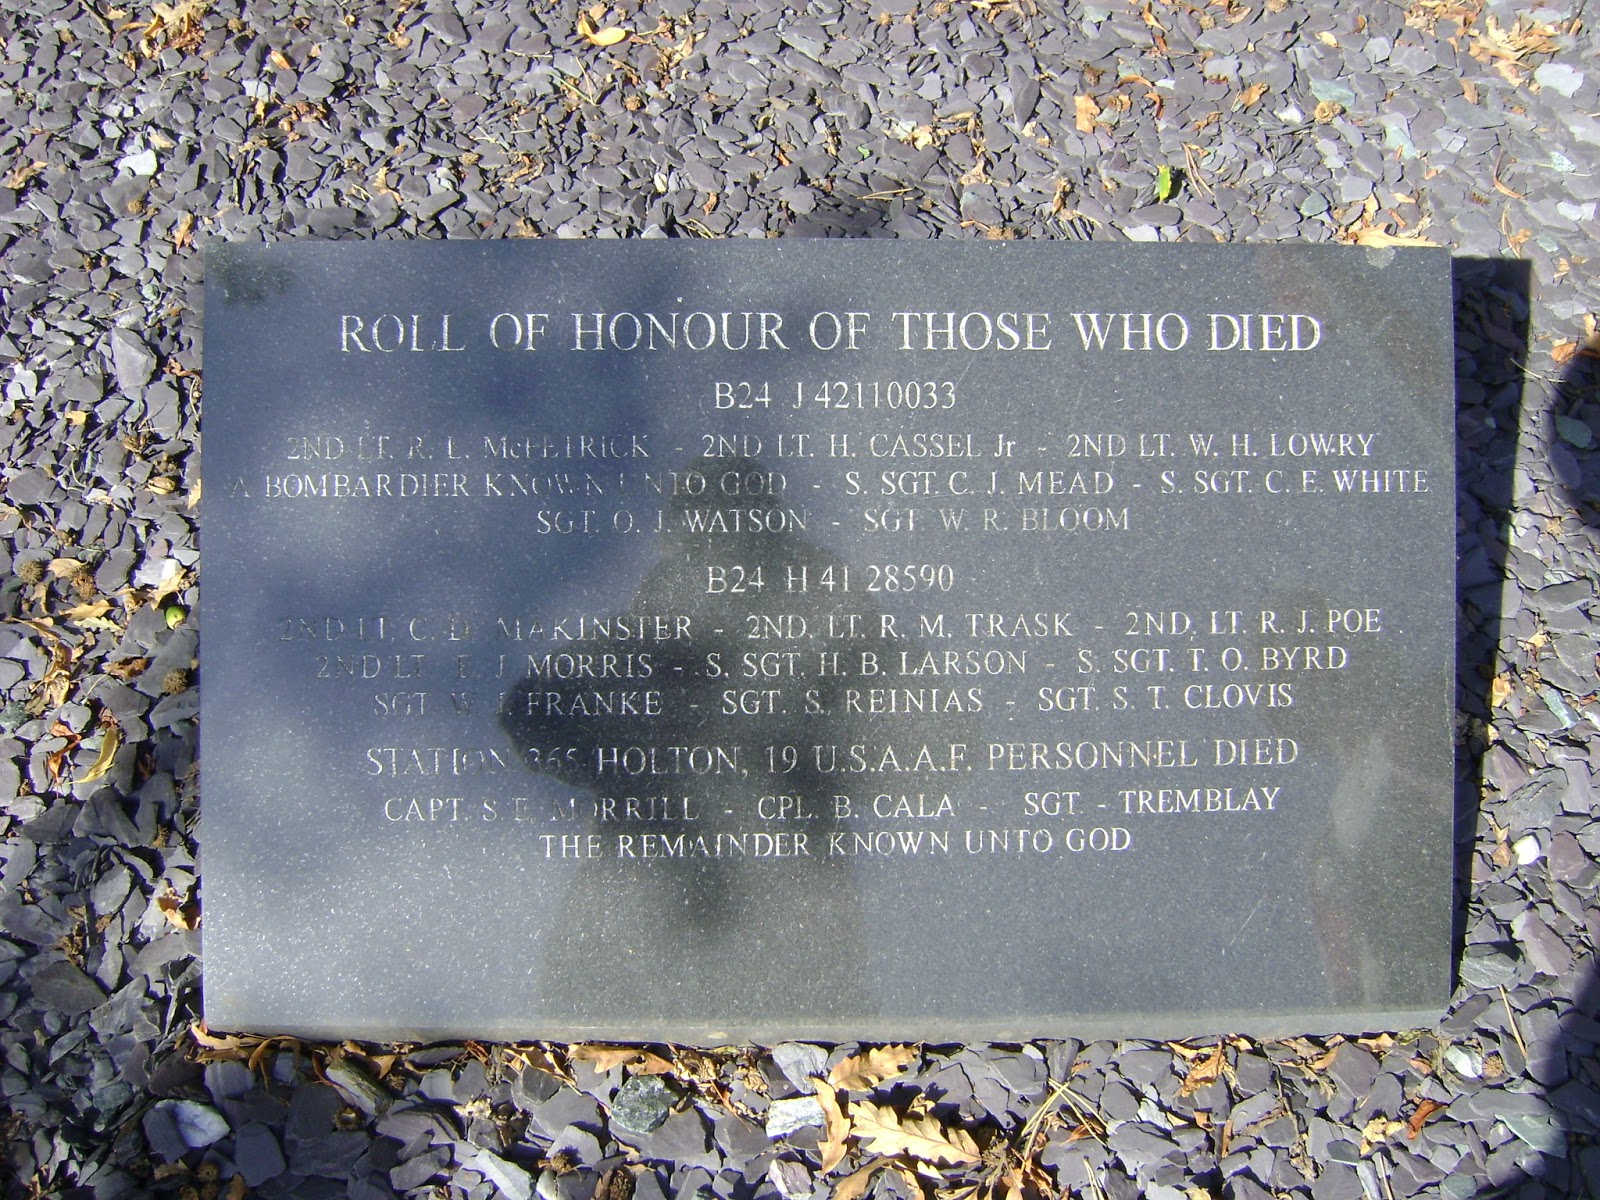 ROLL OF HONOUR OF THOSE WHO DIED
B24 J 42110033
2ND LT. R. L. McFETRICK - 2ND LT. H. CASSEL Jr - 2ND LT. W. H. LOWRY
A BOMBARDIER KNOWN UNTO GOD - S. SGT. C. J. MEAD - S. SGT. C. E. WHITE
SGT. O. J. WATSON - SGT. W. R. BLOOM
B24 H 41 28590
2ND LT. C. D. MAKINSTER - 2ND. LT. R. M. TRASK - 2ND. LT. R. J. POE
2ND LT. E. J. MORRIS - S. SGT. H. B. LARSON - S. SGT. T. O. BYRD
SGT. W. FRANKE - SGT. S. REINIAS - SGT. S. T. CLOVIS
STATION 365 HOLTON, 19 U.S.A.A.F. PERSONNEL DIED
CAPT. S E MORRILL - CPL. B. CALA - SGT. - TREMBLAY
THE REMAINDER KNOWN UNTO GOD